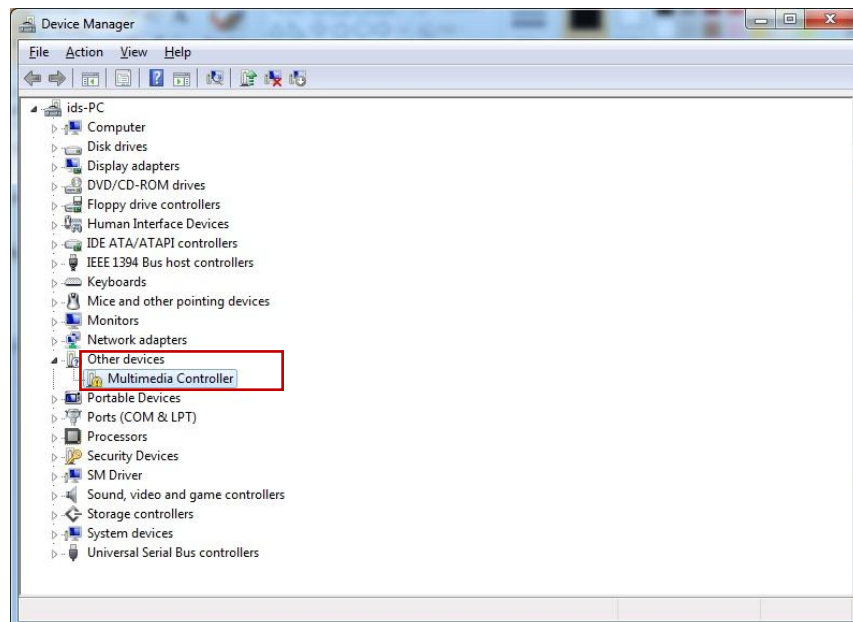 Device Manager
File Action View Help
ids-PC
Computer
Disk drives
Display adapters
DVD/CD-ROM drives
Floppy drive controllers
Human Interface Devices
IDE ATA/ATAPI controllers
IEEE 1394 Bus host controllers
Keyboards
Mice and other pointing devices
Monitors
Network adapters
Other devices
Multimedia Controller
Portable Devices
Ports (COM & LPT)
Processors
Security Devices
SM Driver
Sound, video and game controllers
Storage controllers
System devices
Universal Serial Bus controllers